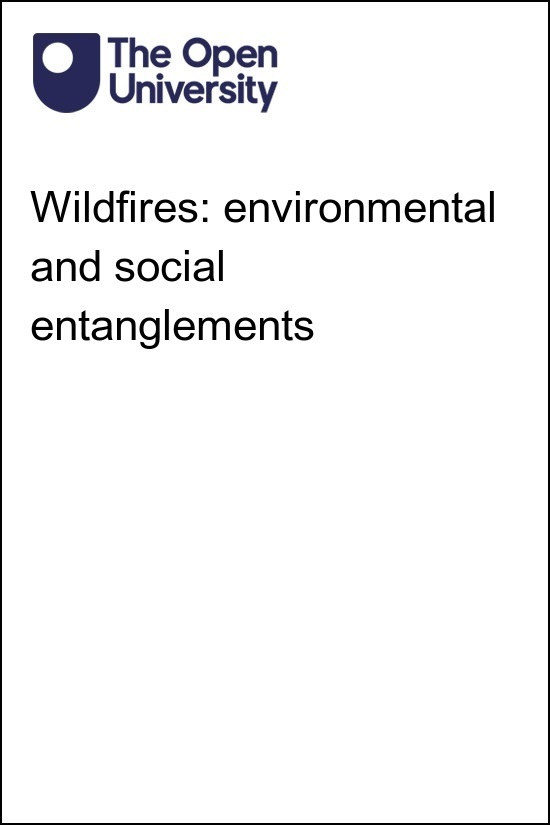 The Open
University
Wildfires: environmental
and social
entanglements